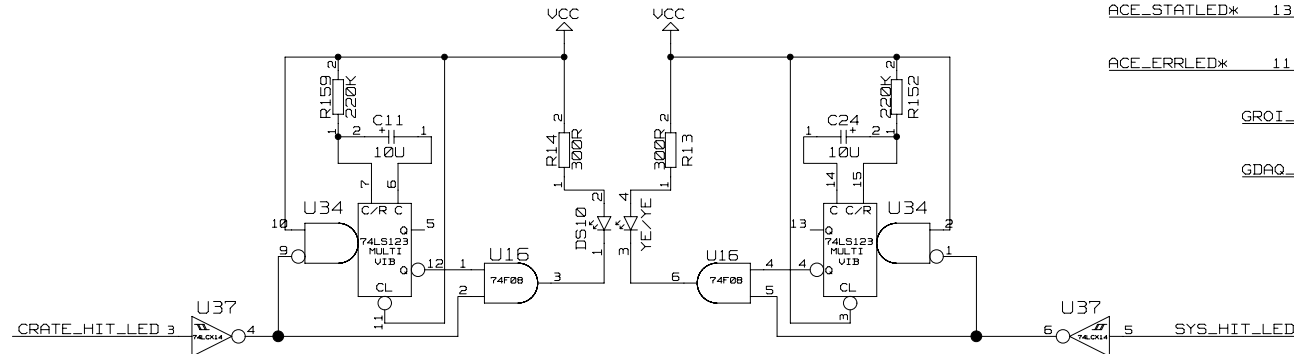 VCC
VCC
ACE_STATLED* 13
ACE_ERRLED* 11
GROI_
GDAQ_
2
R159
220K
1
2 C11 1
+
10U
7 6
2
R14
300R
1
2
R13
300R
1
C24
1 + 2
10U
14 15
2
R152
220K
1
U34
10
9
C/R C
Q 5
74LS123
MULTI
VIB
Q 12
CL
11
U16
1
2
74F08
3
2
DS10
1
4
YE/YE
3
U16
6
74F08
4
5
C C/R
13 Q
74LS123
MULTI
VIB
4 Q
CL
3
U34
2
1
U37
CRATE_HIT_LED 3
74LCX14
4
U37
6
74LCX14
5 SYS_HIT_LED